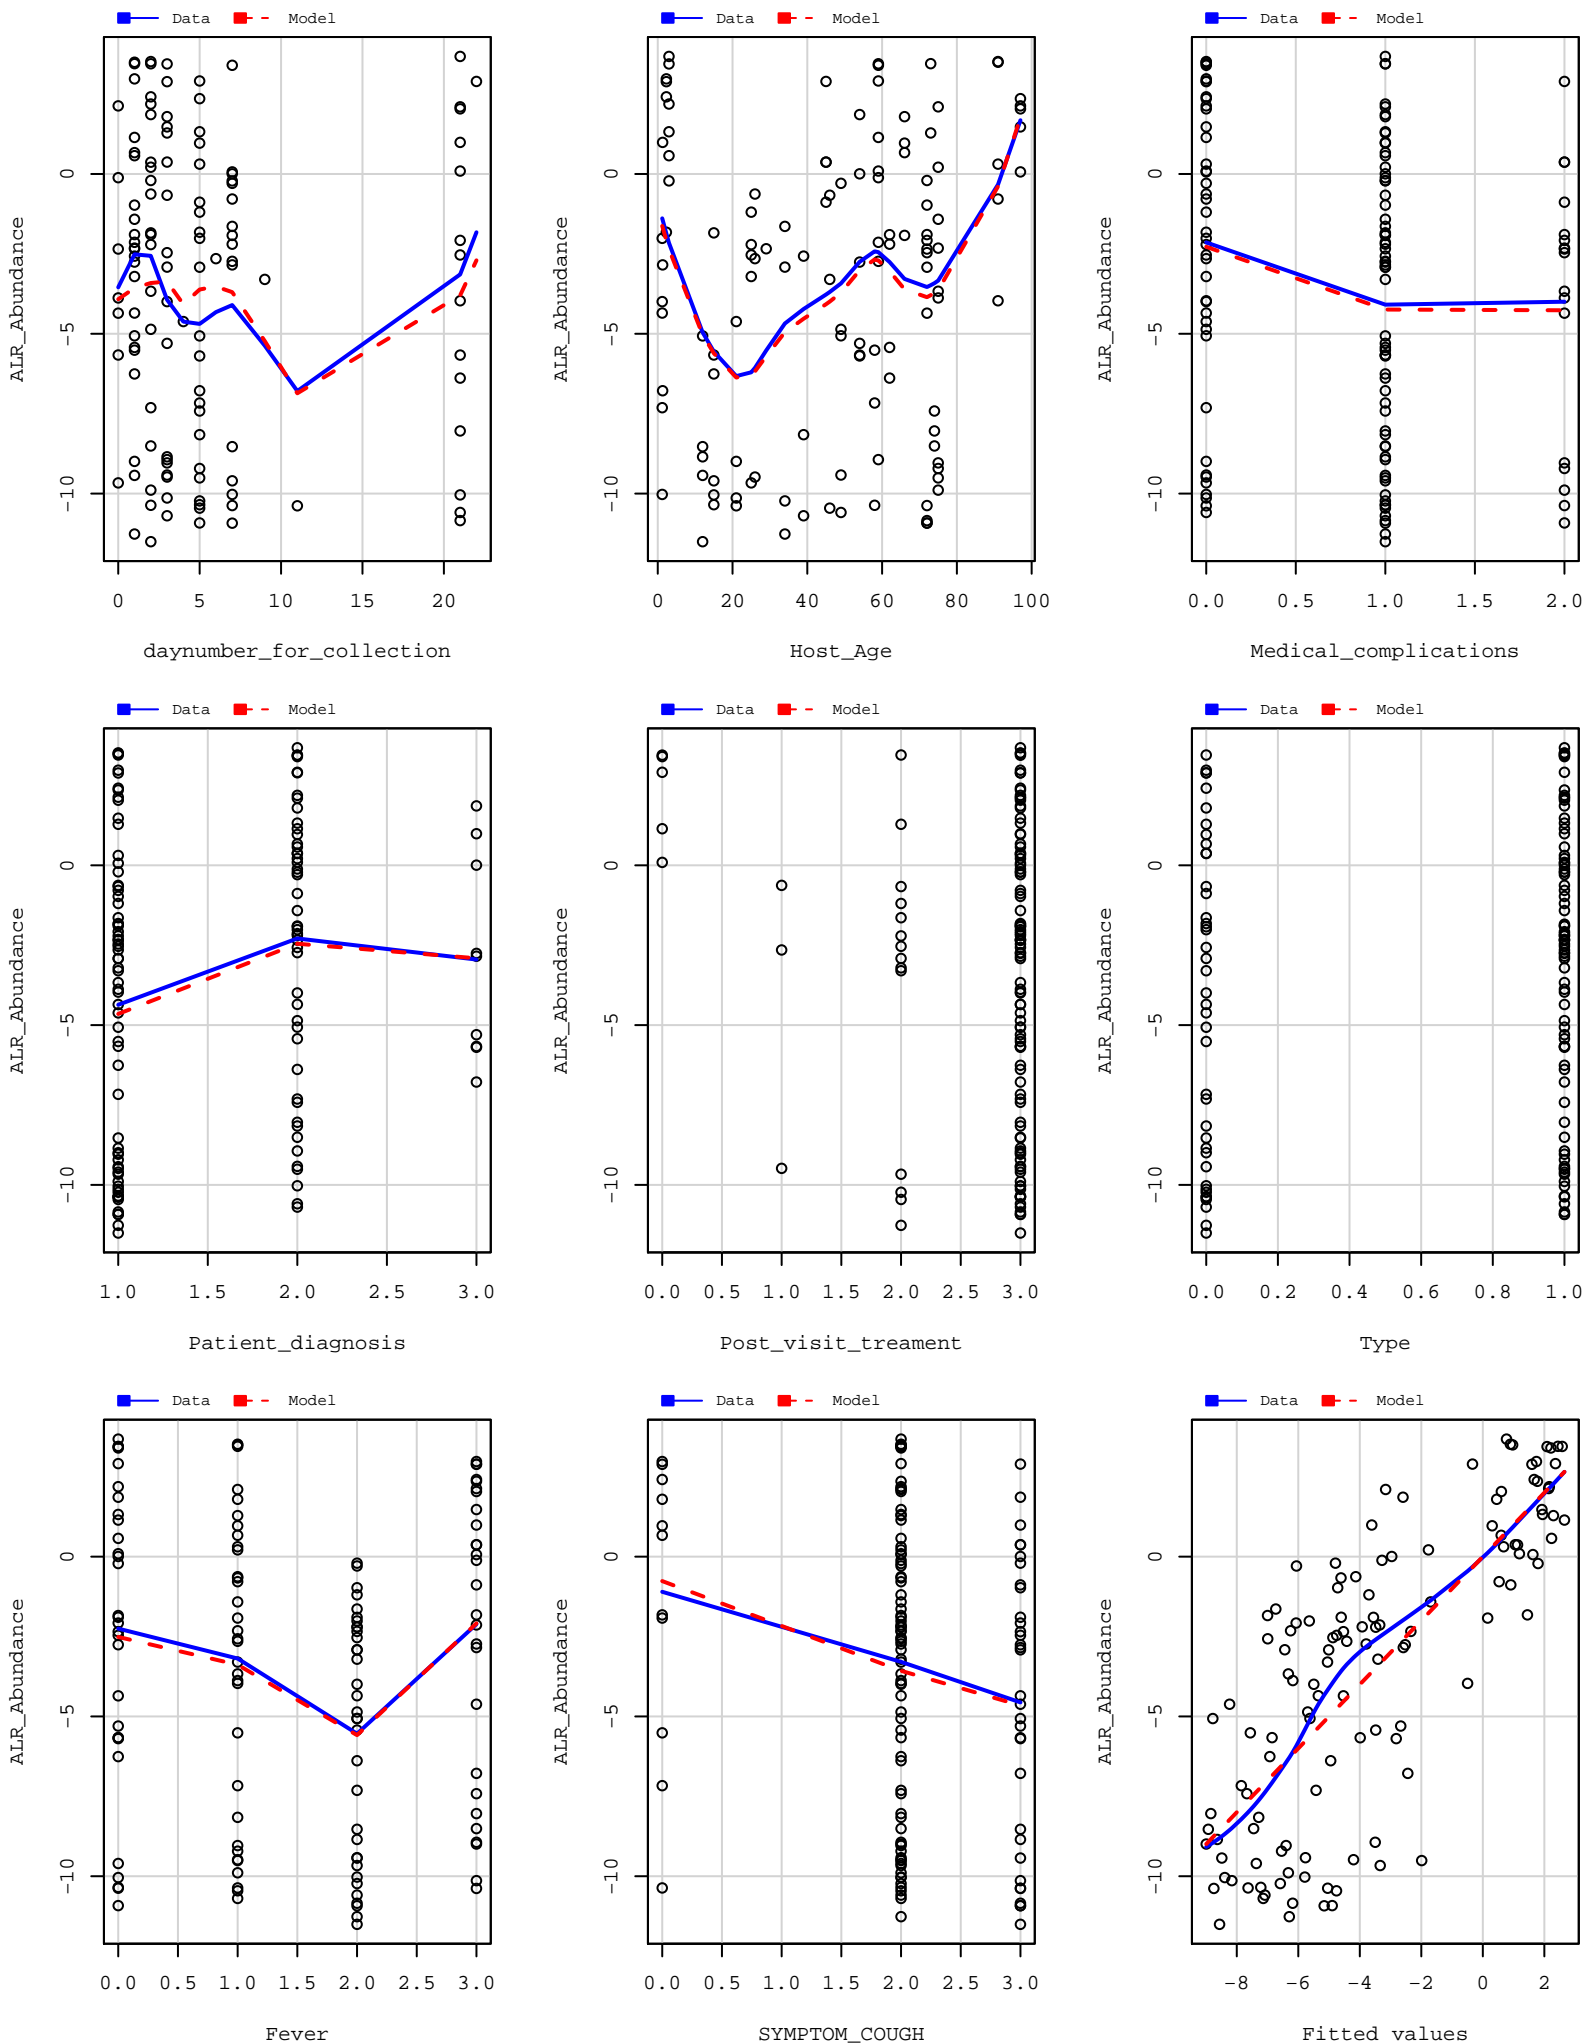 Data Model Data Model Data Model
ALR_Abundance ALR_Abundance ALR_Abundance
0 0 0
−5 −5 −5
−10 −10 −10
0 5 10 15 20 0 20 40 60 80 100 0.0 0.5 1.0 1.5 2.0
daynumber_for_collection Host_Age Medical_complications
Data Model Data Model Data Model
ALR_Abundance ALR_Abundance ALR_Abundance
0 0 0
−5 −5 −5
−10 −10 −10
1.0 1.5 2.0 2.5 3.0 0.0 0.5 1.0 1.5 2.0 2.5 3.0 0.0 0.2 0.4 0.6 0.8 1.0
Patient_diagnosis Post_visit_treament Type
Data Model Data Model Data Model
ALR_Abundance ALR_Abundance ALR_Abundance
0 0 0
−5 −5 −5
−10 −10 −10
0.0 0.5 1.0 1.5 2.0 2.5 3.0 0.0 0.5 1.0 1.5 2.0 2.5 3.0 −8 −6 −4 −2 0 2
Fever SYMPTOM_COUGH Fitted values